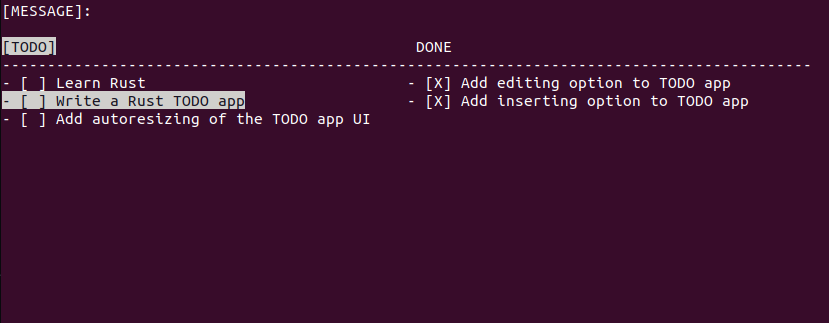 [MESSAGE]:
[TODO] DONE
--------------------------------------------------------------------------------------------
- [ ] Learn Rust - [X] Add editing option to TODO app
- [ ] Write a Rust TODO app - [X] Add inserting option to TODO app
- [ ] Add autoresizing of the TODO app UI